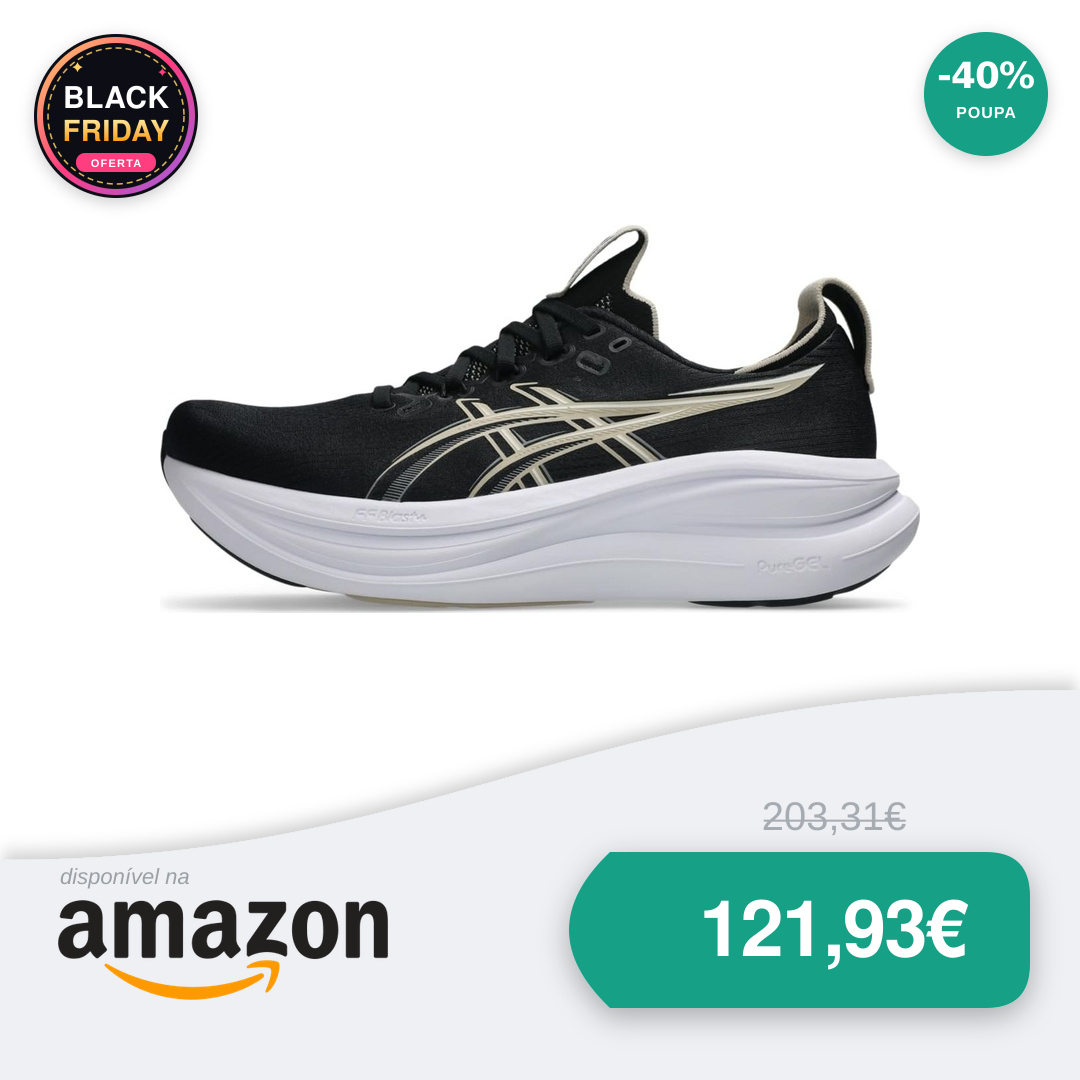 BLACK
FRIDAY
OFERTA
-40%
POUPA
FF Blast+
PureGEL
203,31€
disponível na
amazon
121,93€